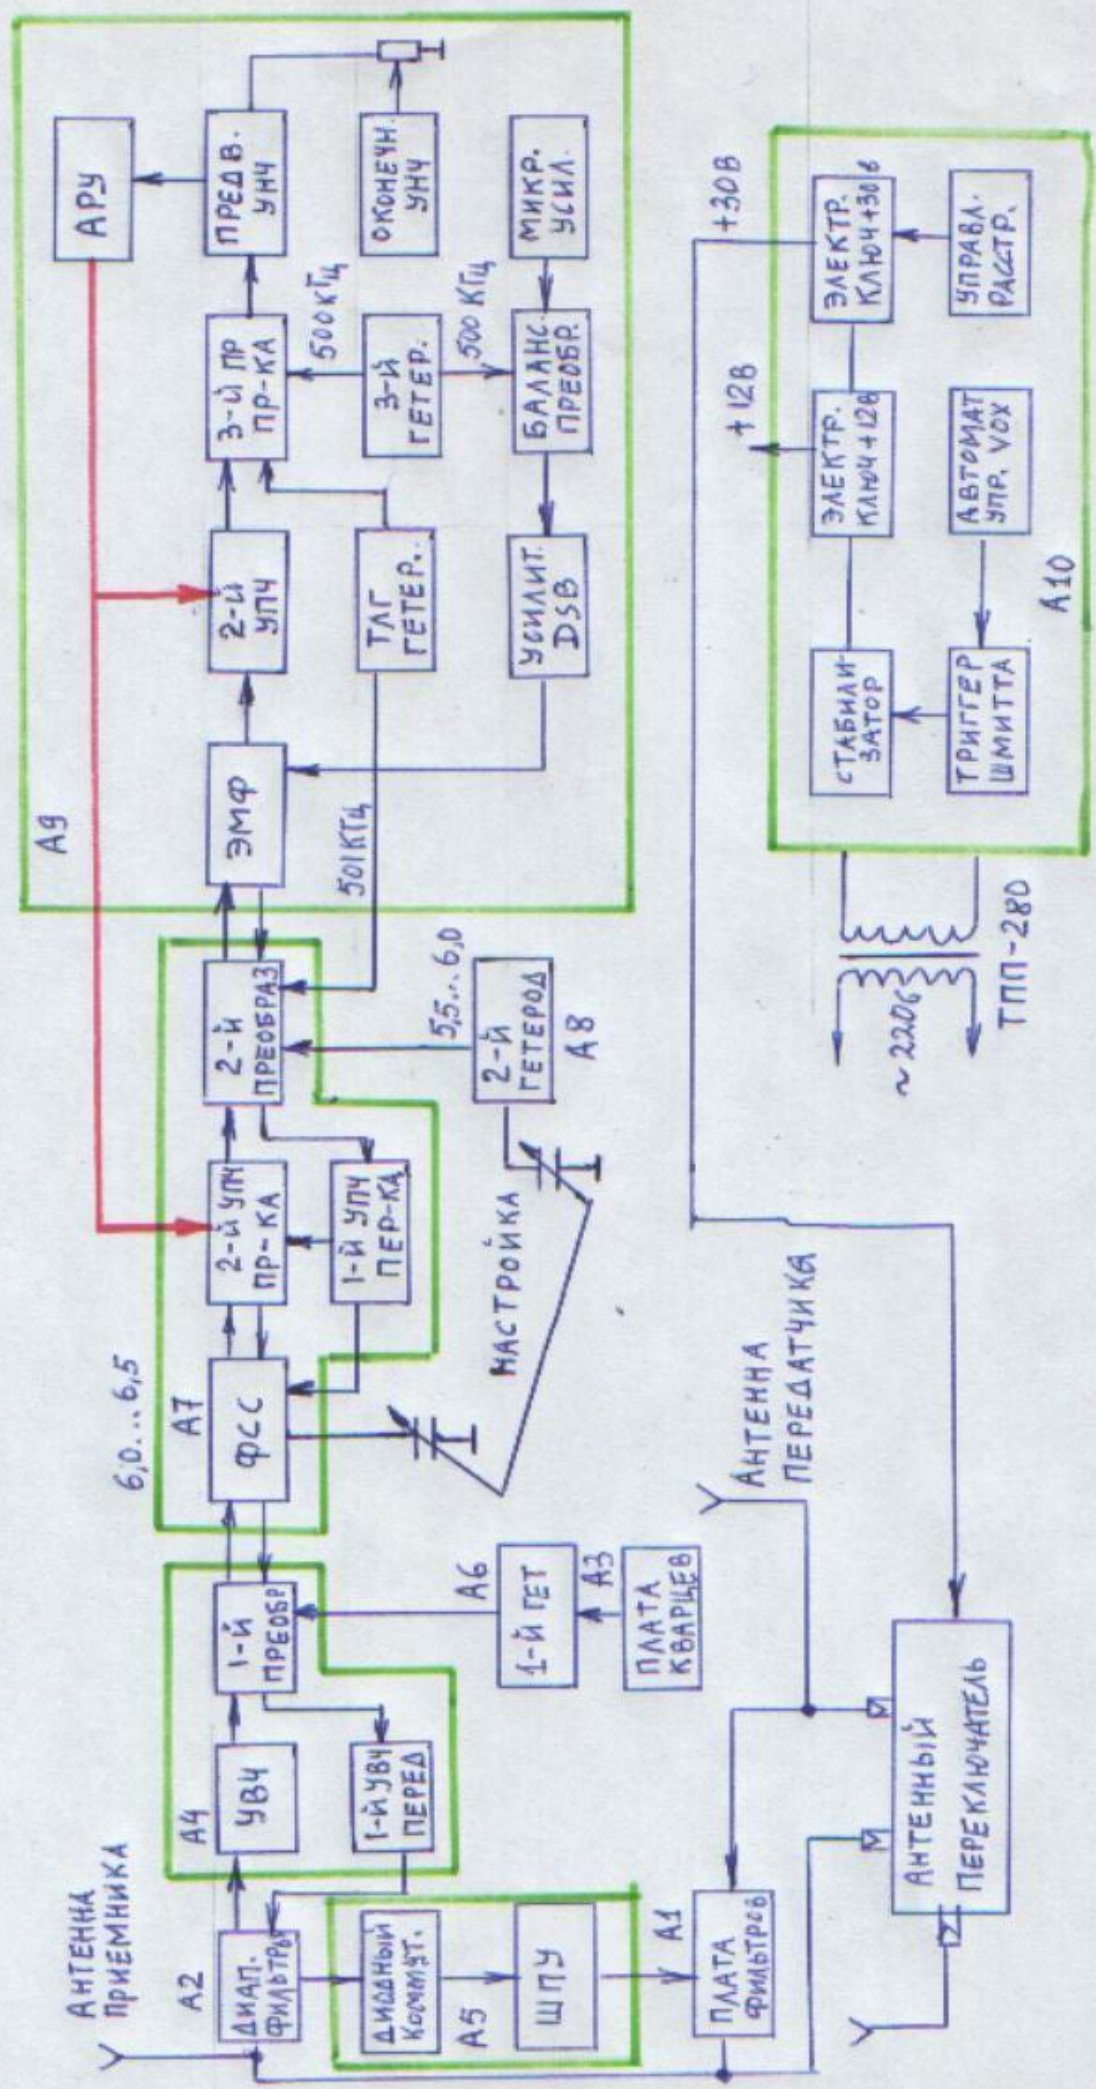 АНТЕННА
ПРИЕМНИКА
А2
ДИАП.
ФИЛЬТРЫ
А4
УВЧ
1-Й УВЧ
ПЕРЕД
1-Й
ПРЕОБР
А6
1-Й ГЕТ
А3
ПЛАТА
КВАРЦЕВ
ДИОДНЫЙ
КОММУТ.
А5
ШПУ
А1
ПЛАТА
ФИЛЬТРОВ
6,0...6,5
А7
ФСС
2-Й УПЧ
ПР-КА
1-Й УПЧ
ПЕР-КА
2-Й
ПРЕОБРАЗ
НАСТРОЙКА
5,5...6,0
2-Й
ГЕТЕРОД
А8
А9
АРУ
ЭМФ
2-Й
УПЧ
3-Й ПР
ПР-КА
ПРЕДВ.
УНЧ
501КГЦ
ТЛГ
ГЕТЕР.
500КГЦ
3-Й
ГЕТЕР.
500 КГЦ
ОКОНЕЧН.
УНЧ
УСИЛИТ.
DSB
БАЛАНС.
ПРЕОБР.
МИКР.
УСИЛ.
АНТЕННА
ПЕРЕДАТЧИКА
АНТЕННЫЙ
ПЕРЕКЛЮЧАТЕЛЬ
+12В
+30В
СТАБИЛИ-
ЗАТОР
ЭЛЕКТР.
КЛЮЧ+12В
ЭЛЕКТР.
КЛЮЧ+30В
ТРИГГЕР
ШМИТТА
АВТОМАТ
УПР. VOX
УПРАВЛ.
РАССТР.
А10
~220В
ТПП-280